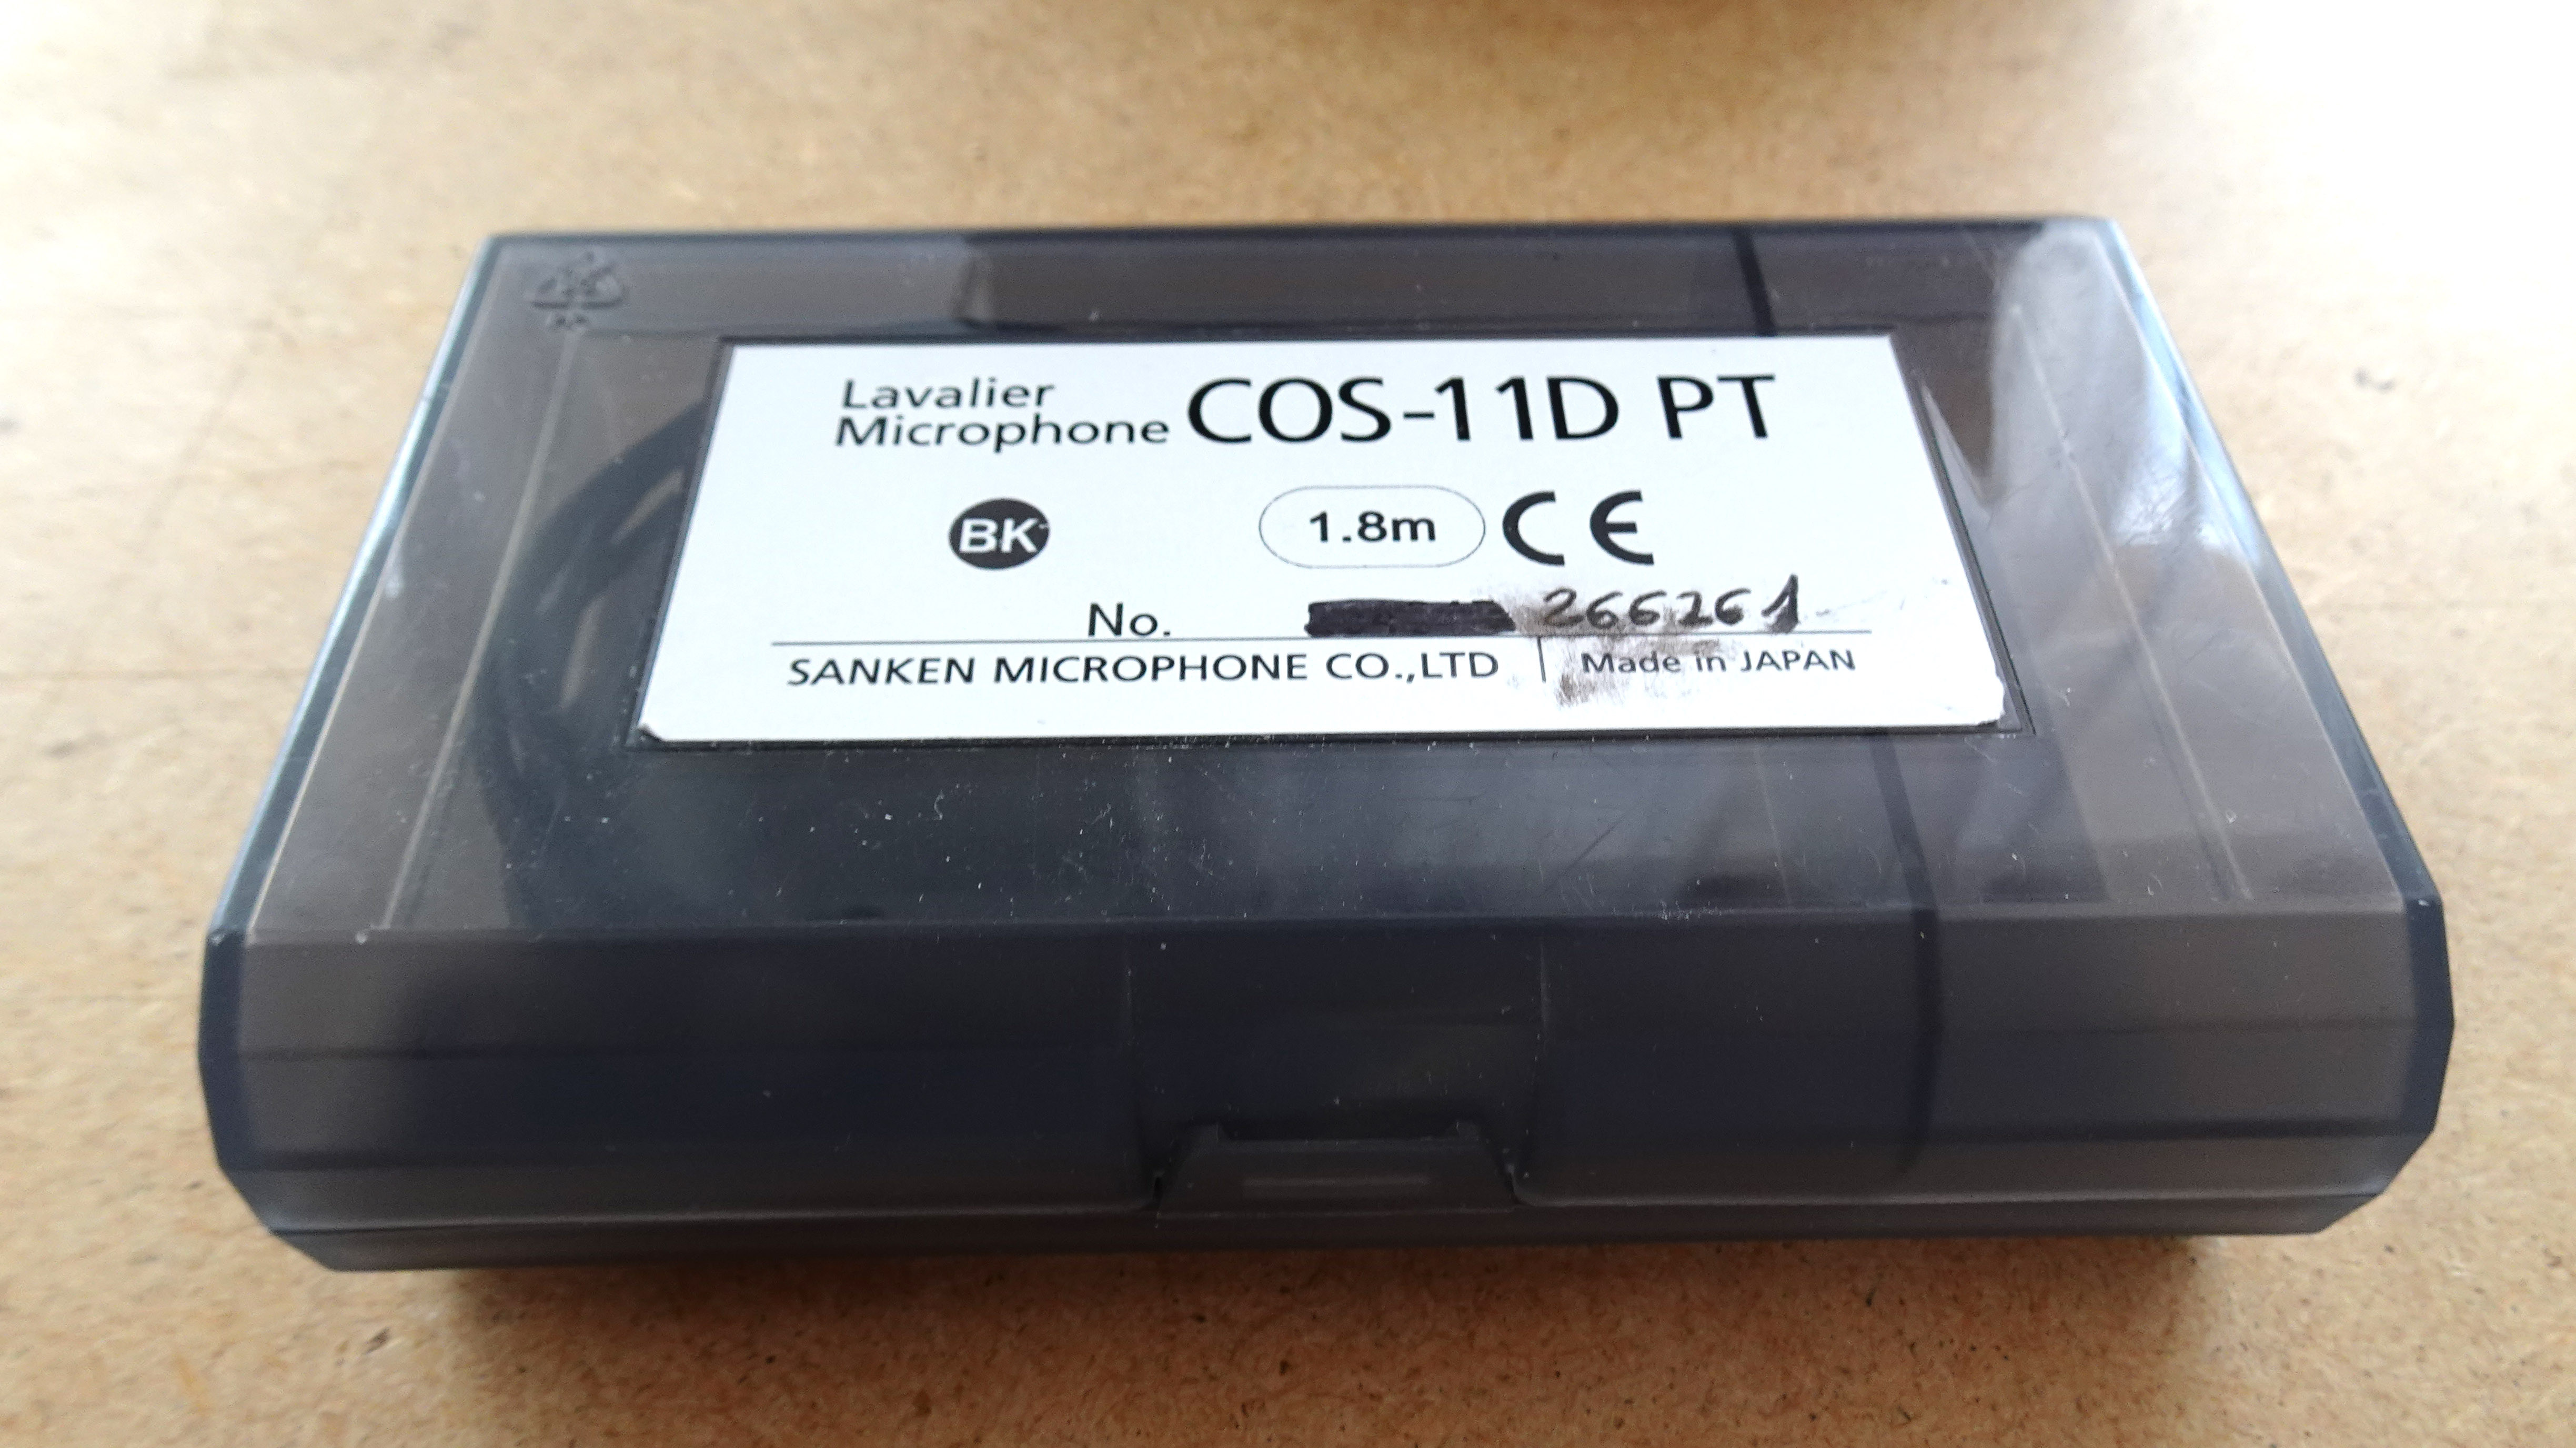 Lavalier
Microphone COS-11D PT
BK 1.8m CE
No. 266261
SANKEN MICROPHONE CO.,LTD Made in JAPAN